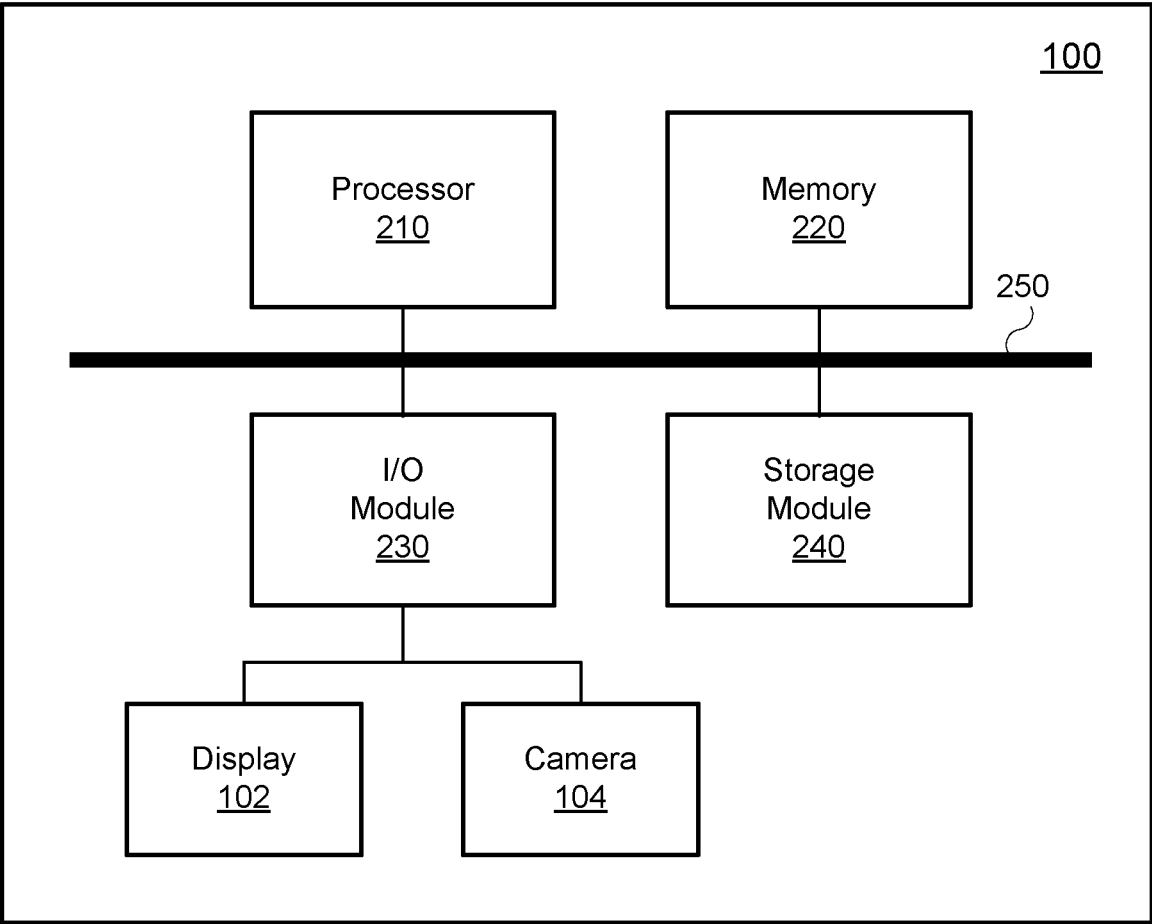 100
Processor
210
Memory
220
250
I/O
Module
230
Storage
Module
240
Display
102
Camera
104